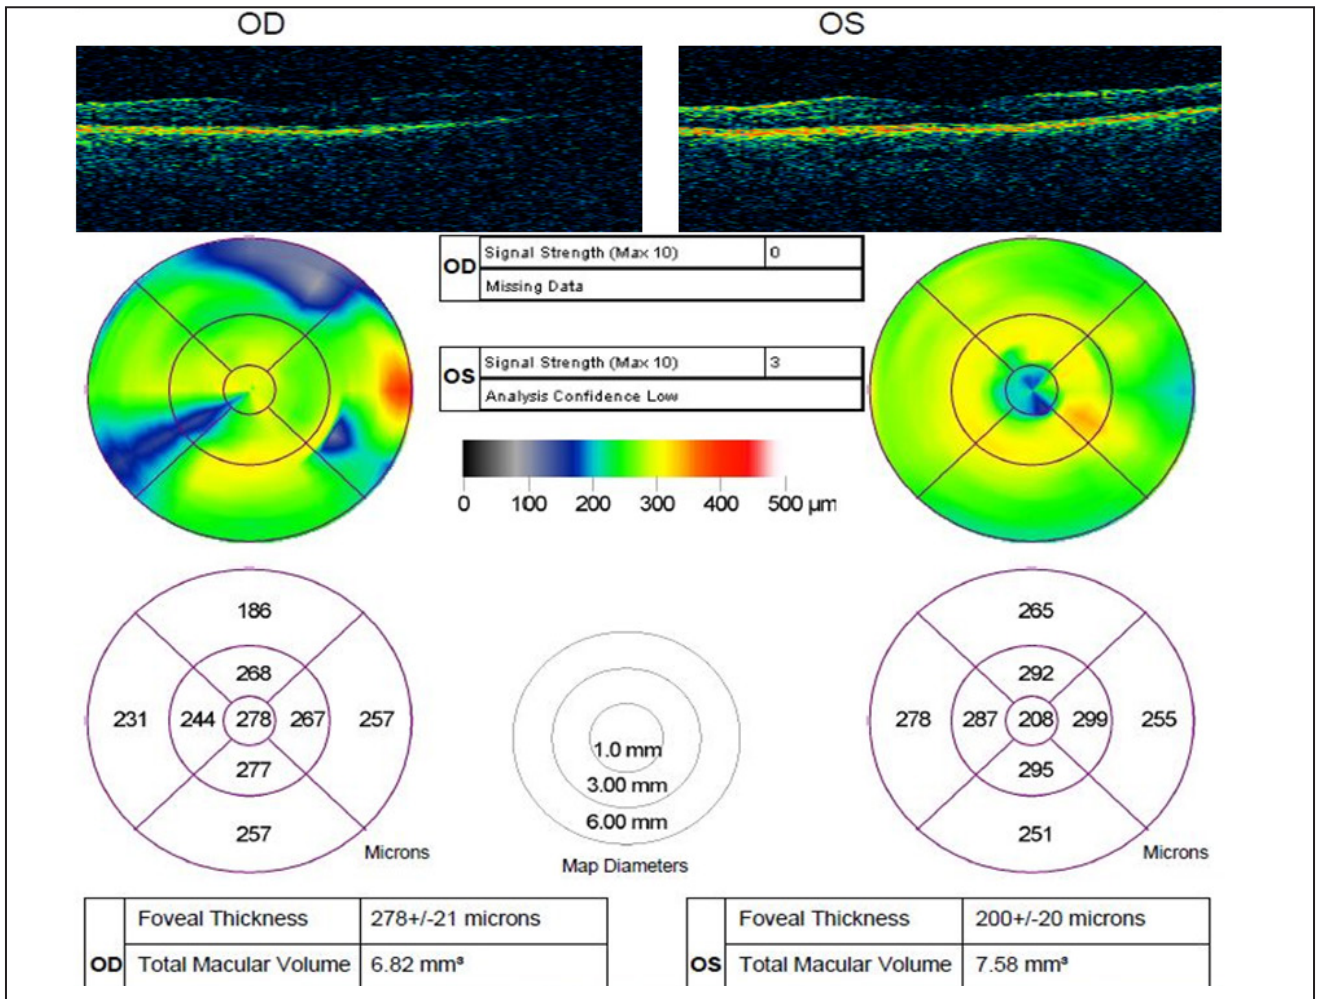 OD
OS
OD
Signal Strength (Max 10) 0
Missing Data
OS
Signal Strength (Max 10) 3
Analysis Confidence Low
0 100 200 300 400 500 µm
186
268
231 244 278 267 257
277
257
Microns
1.0 mm
3.00 mm
6.00 mm
Map Diameters
265
292
278 287 208 299 255
295
251
Microns
OD
Foveal Thickness 278+/-21 microns
Total Macular Volume 6.82 mm³
OS
Foveal Thickness 200+/-20 microns
Total Macular Volume 7.58 mm³